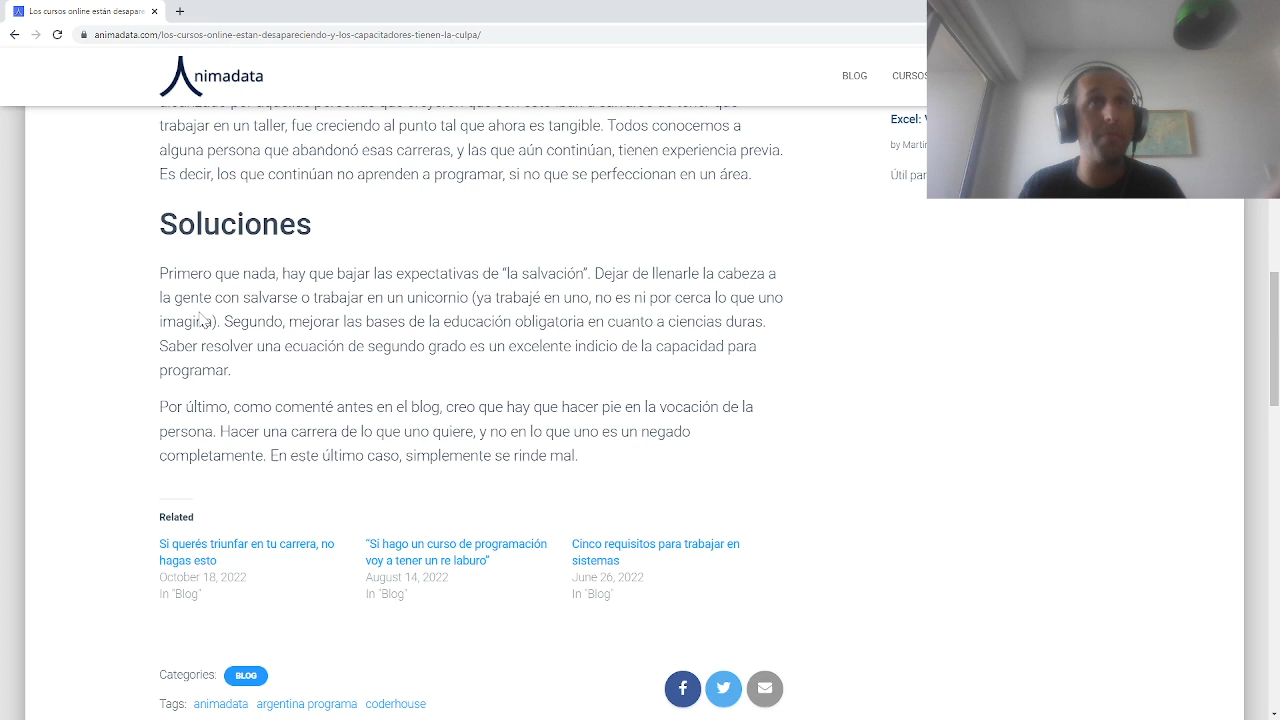 Los cursos online están desapare
animadata.com/los-cursos-online-estan-desapareciendo-y-los-capacitadores-tienen-la-culpa/
nimadata
BLOG
CURSOS
trabajar en un taller, fue creciendo al punto tal que ahora es tangible. Todos conocemos a
alguna persona que abandonó esas carreras, y las que aún continúan, tienen experiencia previa.
Es decir, los que continúan no aprenden a programar, si no que se perfeccionan en un área.
Excel:
by Martin
Útil par
Soluciones
Primero que nada, hay que bajar las expectativas de “la salvación”. Dejar de llenarle la cabeza a
la gente con salvarse o trabajar en un unicornio (ya trabajé en uno, no es ni por cerca lo que uno
imagina). Segundo, mejorar las bases de la educación obligatoria en cuanto a ciencias duras.
Saber resolver una ecuación de segundo grado es un excelente indicio de la capacidad para
programar.
Por último, como comenté antes en el blog, creo que hay que hacer pie en la vocación de la
persona. Hacer una carrera de lo que uno quiere, y no en lo que uno es un negado
completamente. En este último caso, simplemente se rinde mal.
Related
Si querés triunfar en tu carrera, no
hagas esto
October 18, 2022
In "Blog"
“Si hago un curso de programación
voy a tener un re laburo”
August 14, 2022
In "Blog"
Cinco requisitos para trabajar en
sistemas
June 26, 2022
In "Blog"
Categories: BLOG
Tags: animadata argentina programa coderhouse